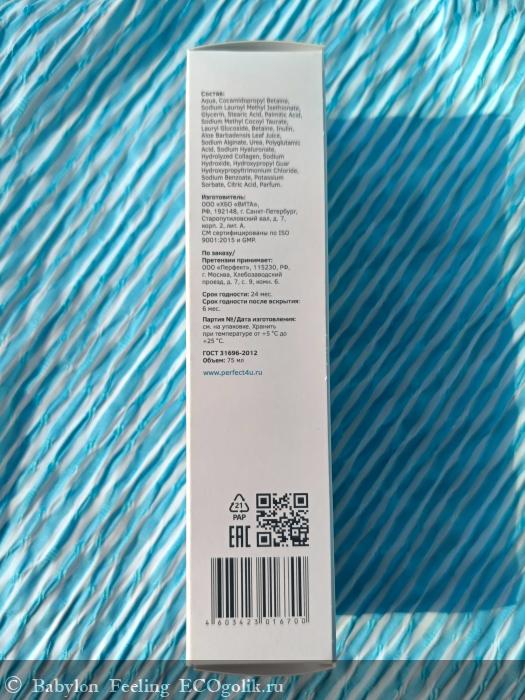 Состав:
Aqua, Cocamidopropyl Betaine,
Sodium Lauroyl Methyl Isethionate,
Glycerin, Stearic Acid, Palmitic Acid,
Sodium Methyl Cocoyl Taurate,
Lauryl Glucoside, Betaine, Inulin,
Aloe Barbadensis Leaf Juice,
Sodium Alginate, Urea, Polyglutamic
Acid, Sodium Hyaluronate,
Hydrolyzed Collagen, Sodium
Hydroxide, Hydroxypropyl Guar
Hydroxypropyltrimonium Chloride,
Sodium Benzoate, Potassium
Sorbate, Citric Acid, Parfum.
Изготовитель:
ООО «ХБО «ВИТА»,
РФ, 192148, г. Санкт-Петербург,
Старопутиловский вал, д. 7,
корп. 2, лит. А.
СМ сертифицированы по ISO
9001:2015 и GMP.
По заказу/
Претензии принимает:
ООО «Перфект», 115230, РФ,
г. Москва, Хлебозаводский
проезд, д. 7, с. 9, комн. 6.
Срок годности: 24 мес.
Срок годности после вскрытия:
6 мес.
Партия №/Дата изготовления:
см. на упаковке. Хранить
при температуре от +5 °С до
+25 °С.
ГОСТ 31696-2012
Объем: 75 мл
www.perfect4u.ru
21
PAP
EAC
4 603423 016700
© Babylon Feeling ECOgolik.ru